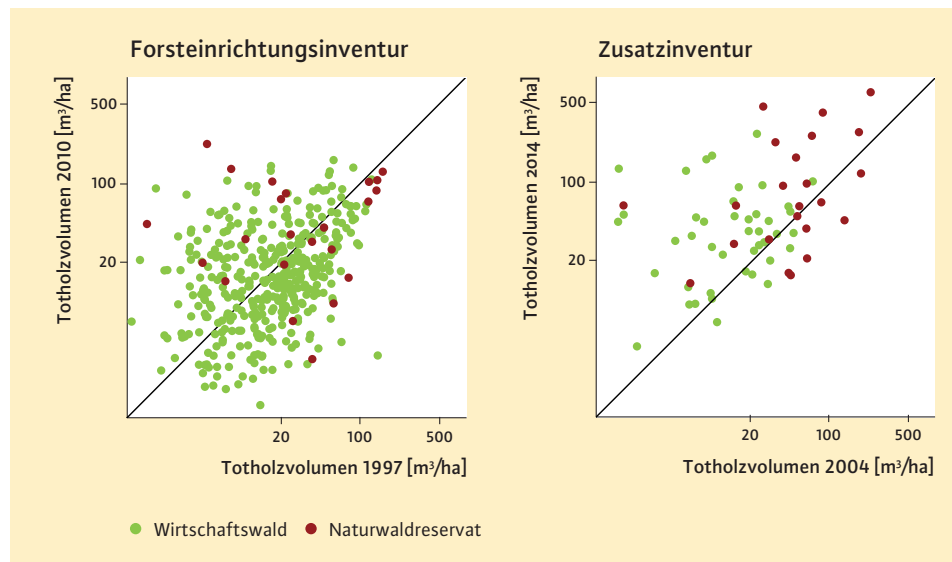 Forsteinrichtungsinventur
Totholzvolumen 2010 [m³/ha]
500
100
20
20 100 500
Totholzvolumen 1997 [m³/ha]
Zusatzinventur
Totholzvolumen 2014 [m³/ha]
500
100
20
20 100 500
Totholzvolumen 2004 [m³/ha]
Wirtschaftswald Naturwaldreservat